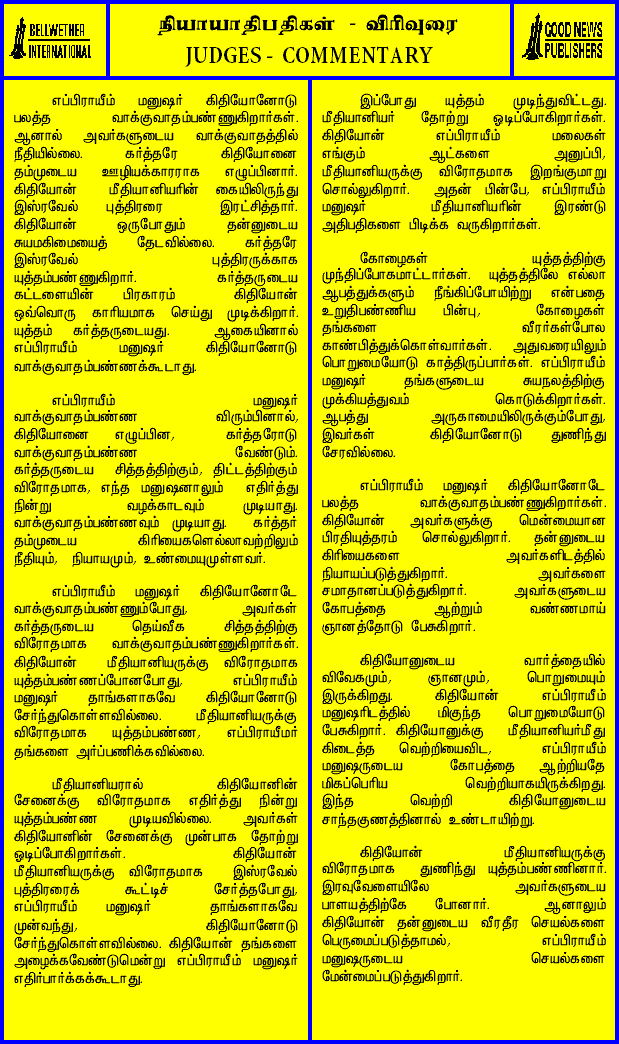 BELLWETHER
INTERNATIONAL
நியாயாதிபதிகள் - விரிவுரை
JUDGES - COMMENTARY
GOOD NEWS
PUBLISHERS
எப்பிராயீம் மனுஷர் கிதியோனோடு
பலத்த வாக்குவாதம்பண்ணுகிறார்கள்.
ஆனால் அவர்களுடைய வாக்குவாதத்தில்
நீதியில்லை. கர்த்தரே கிதியோனை
தம்முடைய ஊழியக்காரராக எழுப்பினார்.
கிதியோன் மீதியானியரின் கையிலிருந்து
இஸ்ரவேல் புத்திரரை இரட்சித்தார்.
கிதியோன் ஒருபோதும் தன்னுடைய
சுயமகிமையைத் தேடவில்லை. கர்த்தரே
இஸ்ரவேல் புத்திரருக்காக
யுத்தம்பண்ணுகிறார். கர்த்தருடைய
கட்டளையின் பிரகாரம் கிதியோன்
ஒவ்வொரு காரியமாக செய்து முடிக்கிறார்.
யுத்தம் கர்த்தருடையது. ஆகையினால்
எப்பிராயீம் மனுஷர் கிதியோனோடு
வாக்குவாதம்பண்ணக்கூடாது.
எப்பிராயீம் மனுஷர்
வாக்குவாதம்பண்ண விரும்பினால்,
கிதியோனை எழுப்பின, கர்த்தரோடு
வாக்குவாதம்பண்ண வேண்டும்.
கர்த்தருடைய சித்தத்திற்கும், திட்டத்திற்கும்
விரோதமாக, எந்த மனுஷனாலும் எதிர்த்து
நின்று வழக்காடவும் முடியாது.
வாக்குவாதம்பண்ணவும் முடியாது. கர்த்தர்
தம்முடைய கிரியைகளெல்லாவற்றிலும்
நீதியும், நியாயமும், உண்மையுமுள்ளவர்.
எப்பிராயீம் மனுஷர் கிதியோனோடே
வாக்குவாதம்பண்ணும்போது, அவர்கள்
கர்த்தருடைய தெய்வீக சித்தத்திற்கு
விரோதமாக வாக்குவாதம்பண்ணுகிறார்கள்.
கிதியோன் மீதியானியருக்கு விரோதமாக
யுத்தம்பண்ணப்போனபோது, எப்பிராயீம்
மனுஷர் தாங்களாகவே கிதியோனோடு
சேர்ந்துகொள்ளவில்லை. மீதியானியருக்கு
விரோதமாக யுத்தம்பண்ண, எப்பிராயீமர்
தங்களை அர்ப்பணிக்கவில்லை.
மீதியானியரால் கிதியோனின்
சேனைக்கு விரோதமாக எதிர்த்து நின்று
யுத்தம்பண்ண முடியவில்லை. அவர்கள்
கிதியோனின் சேனைக்கு முன்பாக தோற்று
ஓடிப்போகிறார்கள். கிதியோன்
மீதியானியருக்கு விரோதமாக இஸ்ரவேல்
புத்திரரைக் கூட்டிச் சேர்த்தபோது,
எப்பிராயீம் மனுஷர் தாங்களாகவே
முன்வந்து, கிதியோனோடு
சேர்ந்துகொள்ளவில்லை. கிதியோன் தங்களை
அழைக்கவேண்டுமென்று எப்பிராயீம் மனுஷர்
எதிர்பார்க்கக்கூடாது.
இப்போது யுத்தம் முடிந்துவிட்டது.
மீதியானியர் தோற்று ஓடிப்போகிறார்கள்.
கிதியோன் எப்பிராயீம் மலைகள்
எங்கும் ஆட்களை அனுப்பி,
மீதியானியருக்கு விரோதமாக இறங்குமாறு
சொல்லுகிறார். அதன் பின்பே, எப்பிராயீம்
மனுஷர் மீதியானியரின் இரண்டு
அதிபதிகளை பிடிக்க வருகிறார்கள்.
கோழைகள் யுத்தத்திற்கு
முந்திப்போகமாட்டார்கள். யுத்தத்திலே எல்லா
ஆபத்துக்களும் நீங்கிப்போயிற்று என்பதை
உறுதிபண்ணிய பின்பு, கோழைகள்
தங்களை வீரர்கள்போல
காண்பித்துக்கொள்வார்கள். அதுவரையிலும்
பொறுமையோடு காத்திருப்பார்கள். எப்பிராயீம்
மனுஷர் தங்களுடைய சுயநலத்திற்கு
முக்கியத்துவம் கொடுக்கிறார்கள்.
ஆபத்து அருகாமையிலிருக்கும்போது,
இவர்கள் கிதியோனோடு துணிந்து
சேரவில்லை.
எப்பிராயீம் மனுஷர் கிதியோனோடே
பலத்த வாக்குவாதம்பண்ணுகிறார்கள்.
கிதியோன் அவர்களுக்கு மென்மையான
பிரதியுத்தரம் சொல்லுகிறார். தன்னுடைய
கிரியைகளை அவர்களிடத்தில்
நியாயப்படுத்துகிறார். அவர்களை
சமாதானப்படுத்துகிறார். அவர்களுடைய
கோபத்தை ஆற்றும் வண்ணமாய்
ஞானத்தோடு பேசுகிறார்.
கிதியோனுடைய வார்த்தையில்
விவேகமும், ஞானமும், பொறுமையும்
இருக்கிறது. கிதியோன் எப்பிராயீம்
மனுஷரிடத்தில் மிகுந்த பொறுமையோடு
பேசுகிறார். கிதியோனுக்கு மீதியானியர்மீது
கிடைத்த வெற்றியைவிட, எப்பிராயீம்
மனுஷருடைய கோபத்தை ஆற்றியதே
மிகப்பெரிய வெற்றியாகயிருக்கிறது.
இந்த வெற்றி கிதியோனுடைய
சாந்தகுணத்தினால் உண்டாயிற்று.
கிதியோன் மீதியானியருக்கு
விரோதமாக துணிந்து யுத்தம்பண்ணினார்.
இரவுவேளையிலே அவர்களுடைய
பாளயத்திற்கே போனார். ஆனாலும்
கிதியோன் தன்னுடைய வீரதீர செயல்களை
பெருமைப்படுத்தாமல், எப்பிராயீம்
மனுஷருடைய செயல்களை
மேன்மைப்படுத்துகிறார்.